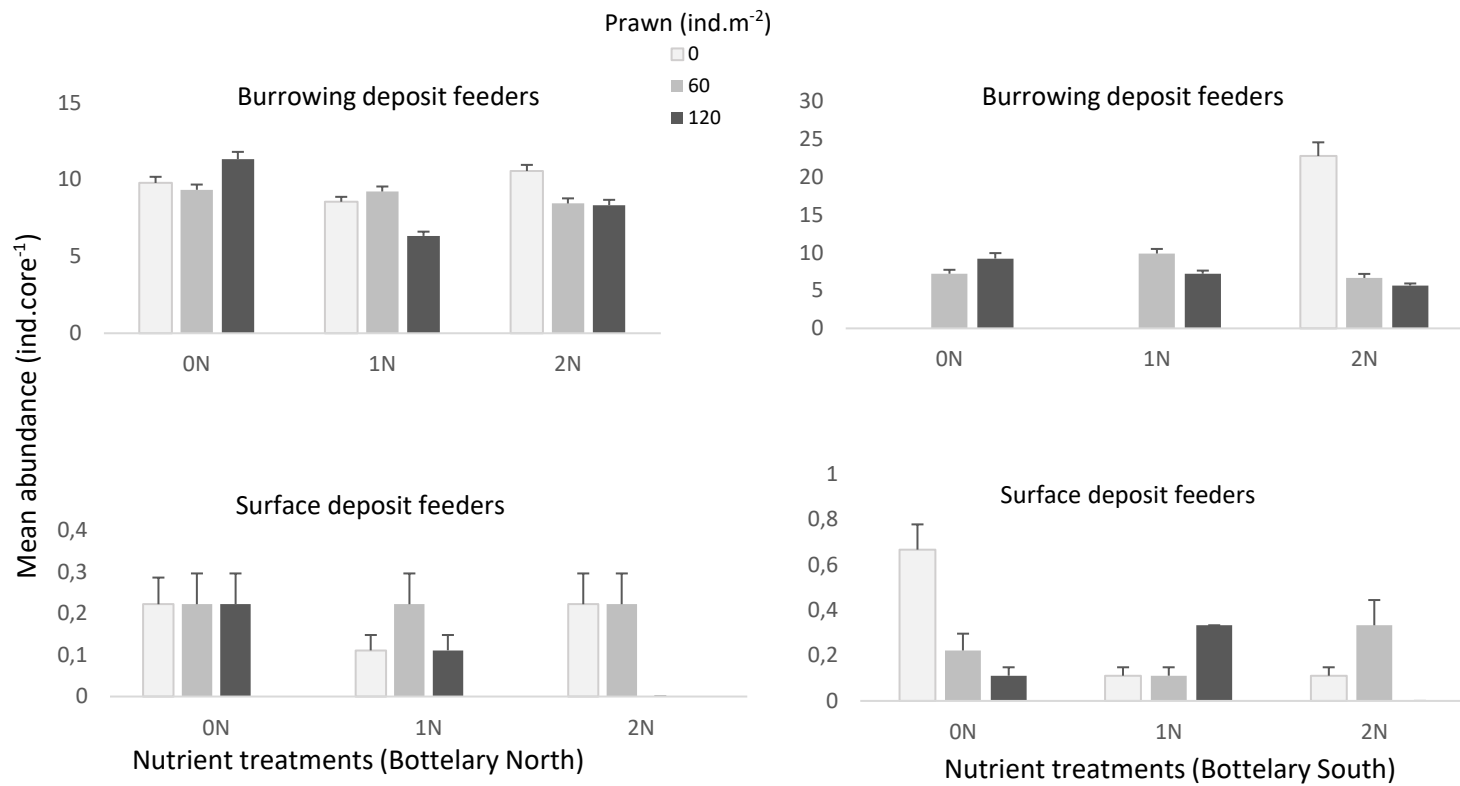 Prawn (ind.m-2)
0
60
120
Mean abundance (ind.core-1)
Burrowing deposit feeders
15
10
5
0
0N 1N 2N
Burrowing deposit feeders
30
25
20
15
10
5
0
0N 1N 2N
Surface deposit feeders
0,4
0,3
0,2
0,1
0
0N 1N 2N
Nutrient treatments (Bottelary North)
Surface deposit feeders
1
0,8
0,6
0,4
0,2
0
0N 1N 2N
Nutrient treatments (Bottelary South)